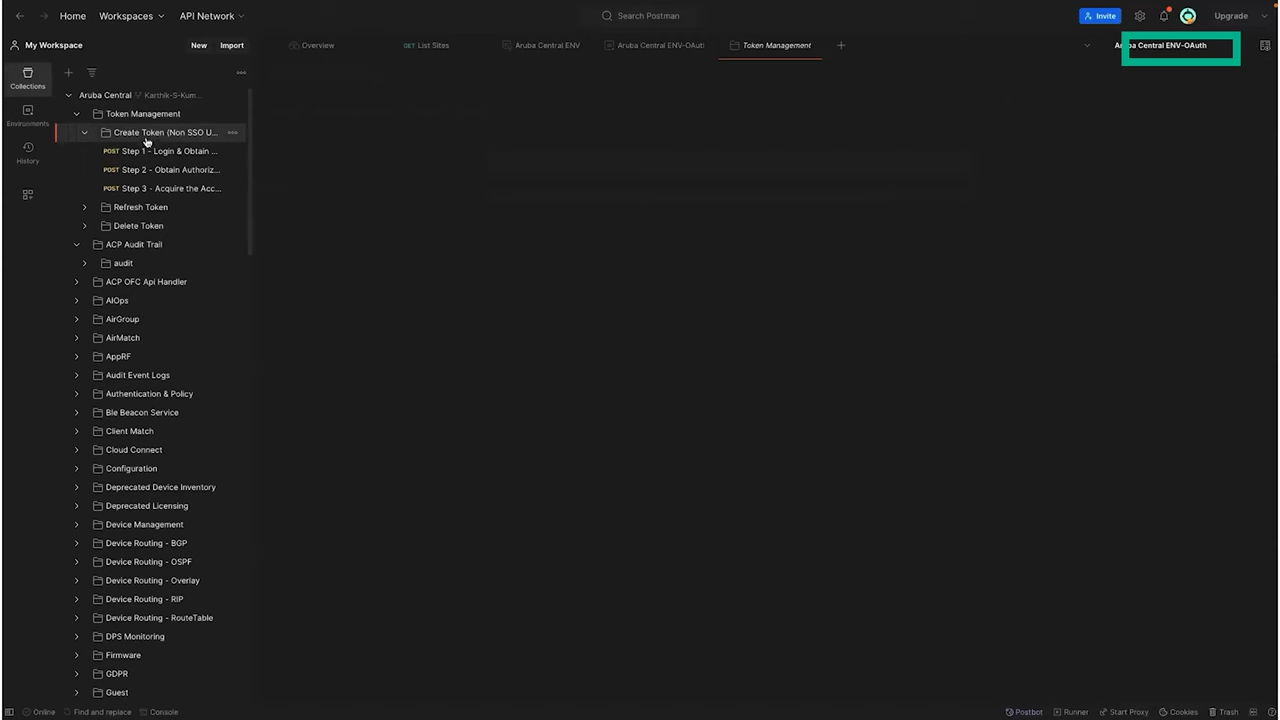 Home Workspaces API Network Search Postman Invite Upgrade
My Workspace New Import Overview GET List Sites Aruba Central ENV Aruba Central ENV-OAutl Token Management Aruba Central ENV-OAuth
Collections
Environments
History
Aruba Central Karthik-S-Kum...
Token Management
Create Token (Non SSO U...
POST Step 1 - Login & Obtain ...
POST Step 2 - Obtain Authoriz...
POST Step 3 - Acquire the Acc...
Refresh Token
Delete Token
ACP Audit Trail
audit
ACP OFC Api Handler
AIOps
AirGroup
AirMatch
AppRF
Audit Event Logs
Authentication & Policy
Ble Beacon Service
Client Match
Cloud Connect
Configuration
Deprecated Device Inventory
Deprecated Licensing
Device Management
Device Routing - BGP
Device Routing - OSPF
Device Routing - Overlay
Device Routing - RIP
Device Routing - RouteTable
DPS Monitoring
Firmware
GDPR
Guest
Online Find and replace Console Postbot Runner Start Proxy Cookies Trash